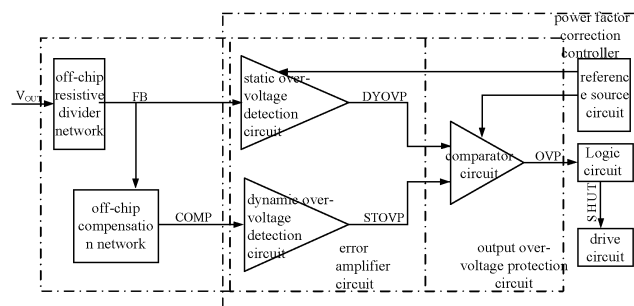 power factor
correction
controller
off-chip
resistive
divider
network
V_OUT
FB
static over-
voltage
detection
circuit
DYOVP
referenc
e source
circuit
comparator
circuit
OVP
Logic
circuit
SHUT
drive
circuit
off-chip
compensatio
n network
COMP
dynamic over-
voltage
detection
circuit
STOVP
error
amplifier
circuit
output over-
voltage protection
circuit